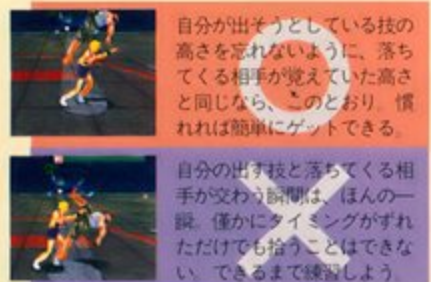 自分が出そうとしている技の
高さを忘れないように、落ち
てくる相手が覚えていた高さ
と同じなら、このとおり。慣
れれば簡単にゲットできる。
自分の出す技と落ちてくる相
手が交わう瞬間は、ほんの一
瞬。僅かにタイミングがずれ
ただけでも拾うことはできな
い。できるまで練習しよう。